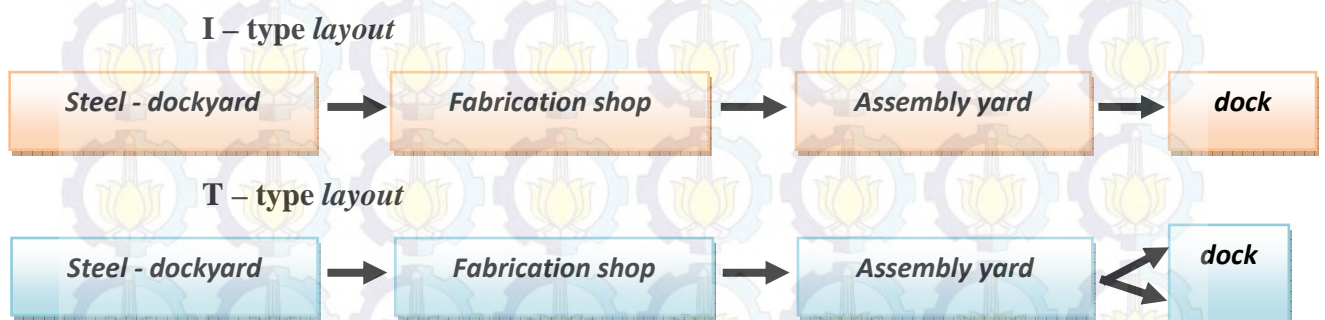 I – type layout
Steel - dockyard Fabrication shop Assembly yard dock
T – type layout
Steel - dockyard Fabrication shop Assembly yard dock